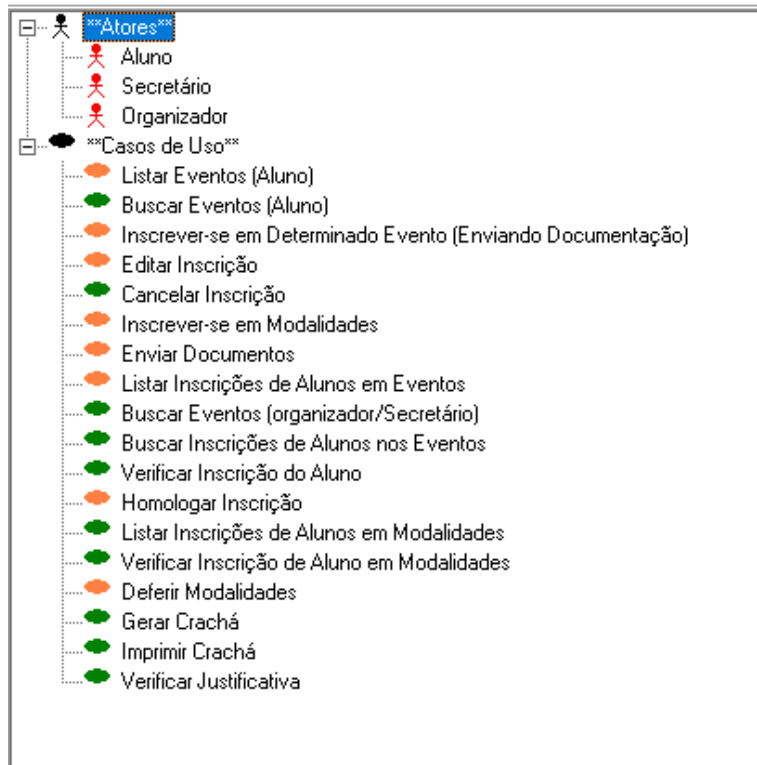 **Atores**
Aluno
Secretário
Organizador
**Casos de Uso**
Listar Eventos (Aluno)
Buscar Eventos (Aluno)
Inscrever-se em Determinado Evento (Enviando Documentação)
Editar Inscrição
Cancelar Inscrição
Inscrever-se em Modalidades
Enviar Documentos
Listar Inscrições de Alunos em Eventos
Buscar Eventos (organizador/Secretário)
Buscar Inscrições de Alunos nos Eventos
Verificar Inscrição do Aluno
Homologar Inscrição
Listar Inscrições de Alunos em Modalidades
Verificar Inscrição de Aluno em Modalidades
Deferir Modalidades
Gerar Crachá
Imprimir Crachá
Verificar Justificativa